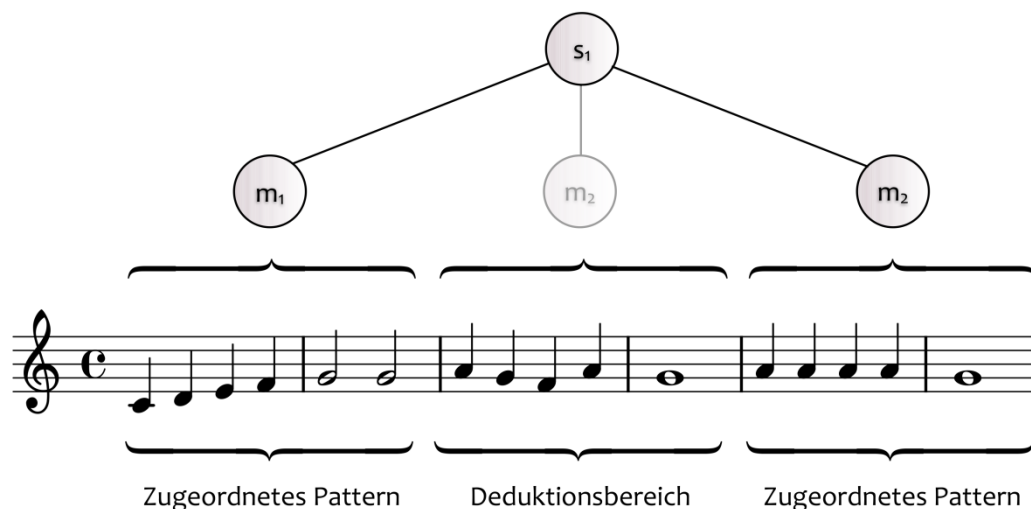 s₁
m₁ m₂ m₂
Zugeordnetes Pattern Deduktionsbereich Zugeordnetes Pattern